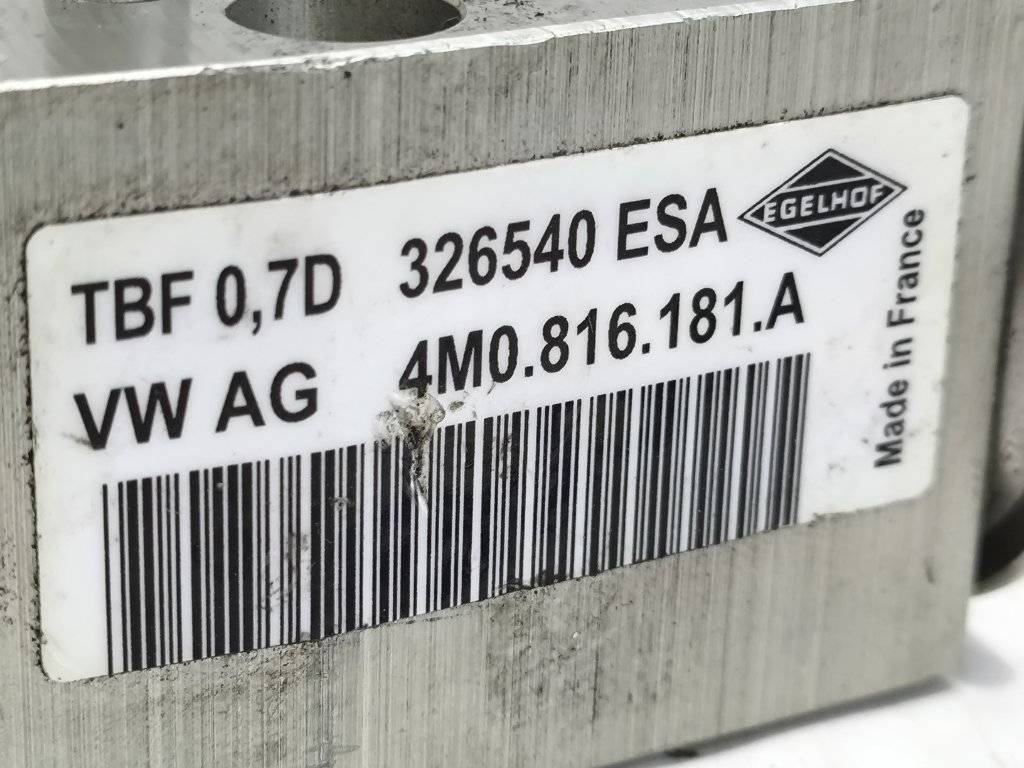 TBF 0,7D 326540 ESA
EGELHOF
VW AG 4M0.816.181.A
Made in France